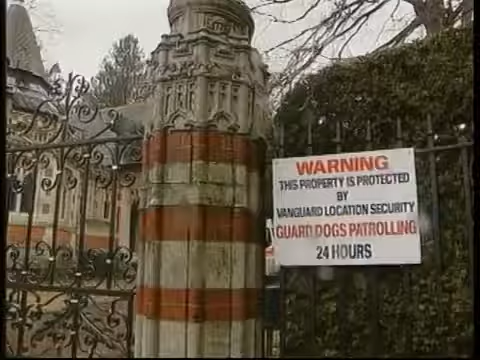 WARNING
THIS PROPERTY IS PROTECTED
BY
VANGUARD LOCATION SECURITY
GUARD DOGS PATROLLING
24 HOURS